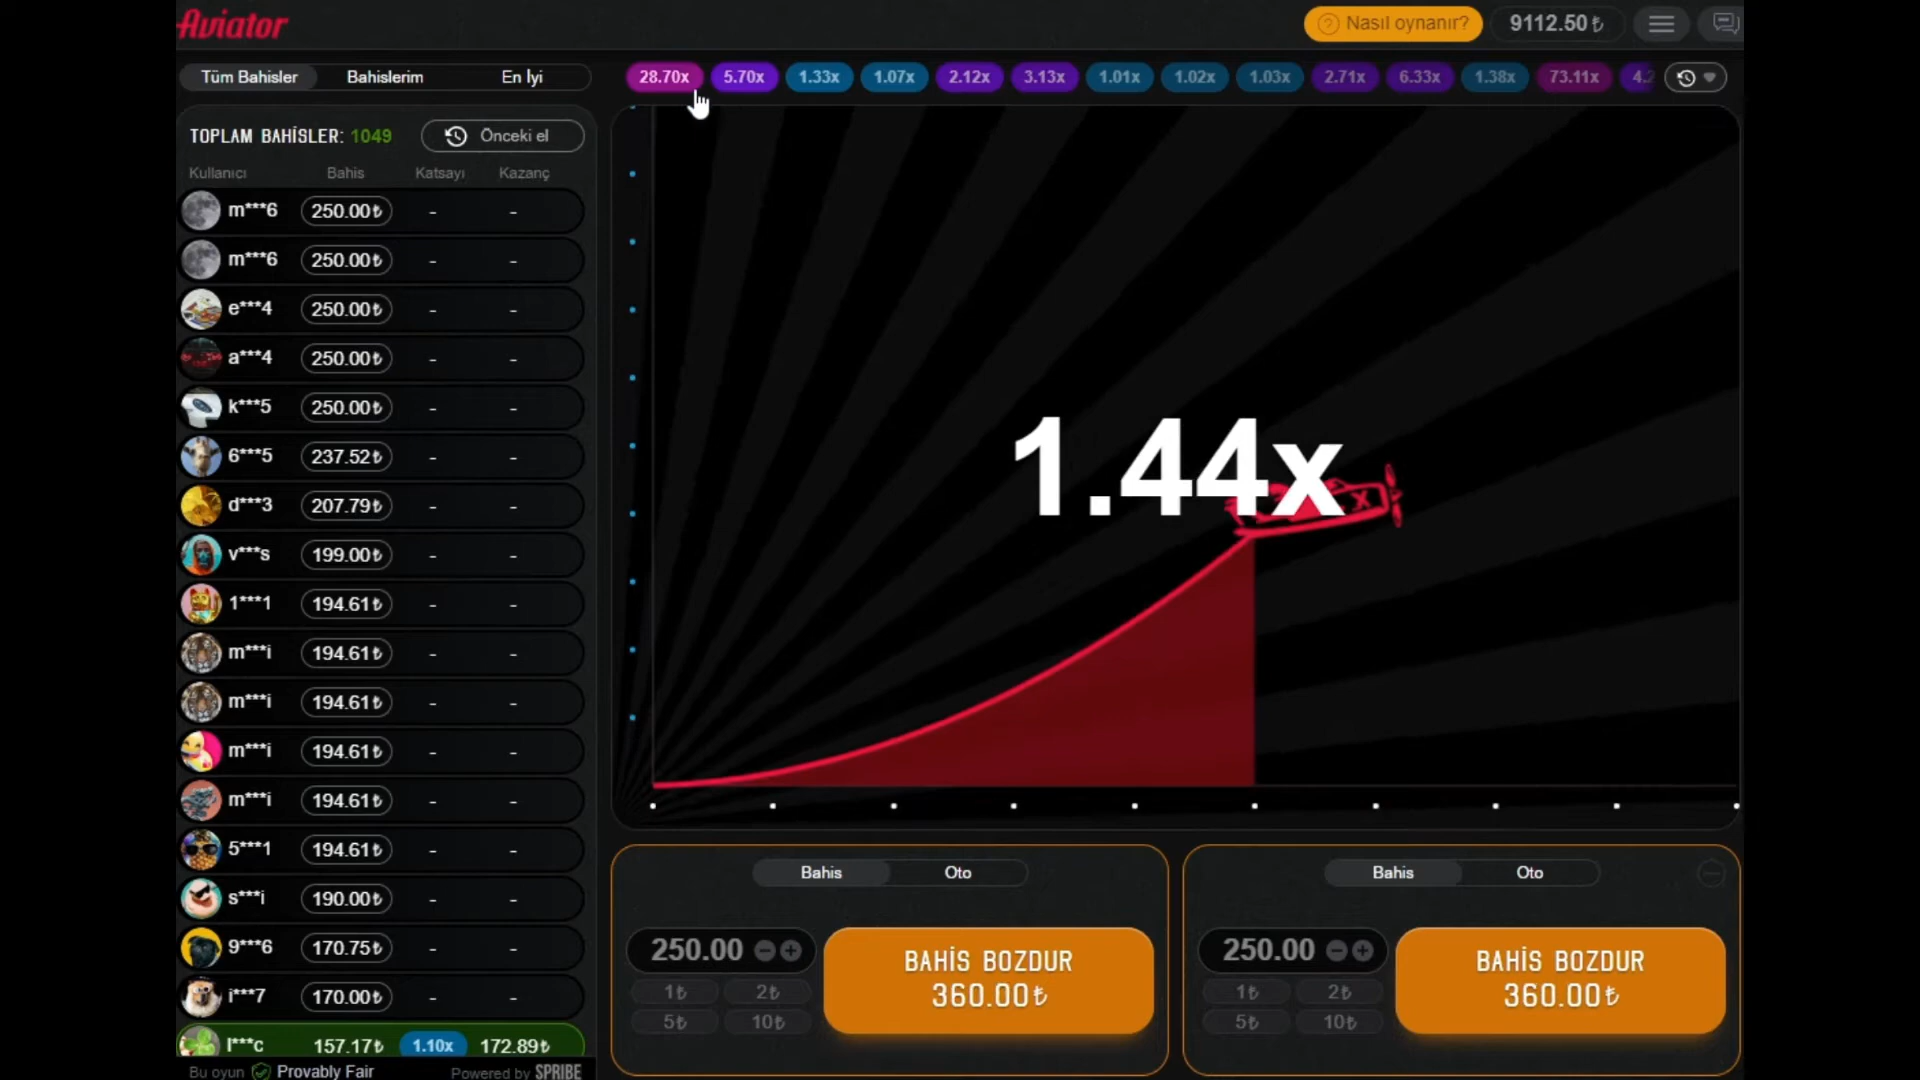 Aviator
Nasıl oynanır?
9112.50₺
Tüm Bahisler
Bahislerim
En İyi
28.70x 5.70x 1.33x 1.07x 2.12x 3.13x 1.01x 1.02x 1.03x 2.71x 6.33x 1.38x 73.11x 4.2
TOPLAM BAHİSLER: 1049
Önceki el
Kullanıcı Bahis Katsayı Kazanç
m***6 250.00₺ - -
m***6 250.00₺ - -
e***4 250.00₺ - -
a***4 250.00₺ - -
k***5 250.00₺ - -
6***5 237.52₺ - -
d***3 207.79₺ - -
v***s 199.00₺ - -
1***1 194.61₺ - -
m***i 194.61₺ - -
m***i 194.61₺ - -
m***i 194.61₺ - -
m***i 194.61₺ - -
5***1 194.61₺ - -
s***i 190.00₺ - -
9***6 170.75₺ - -
i***7 170.00₺ - -
l***c 157.17₺ 1.10x 172.89₺
Bu oyun Provably Fair
Powered by SPRIBE
1.44x
Bahis Oto
250.00
1₺ 2₺
5₺ 10₺
BAHİS BOZDUR
360.00₺
Bahis Oto
250.00
1₺ 2₺
5₺ 10₺
BAHİS BOZDUR
360.00₺